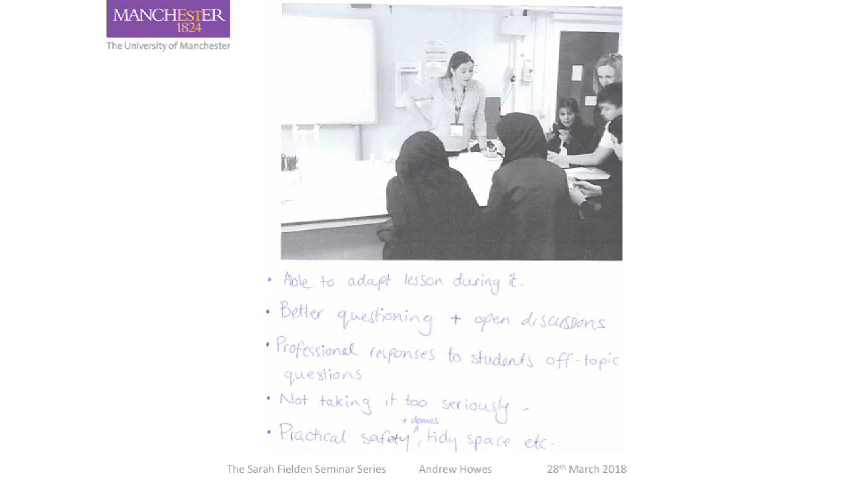 MANCHESTER
1824
The University of Manchester
• Able to adapt lesson during it.
• Better questioning + open discussions
• Professional responses to students off-topic
questions
• Not taking it too seriously -
+ demos
• Practical safety ^, tidy space etc.
The Sarah Fielden Seminar Series Andrew Howes 28th March 2018